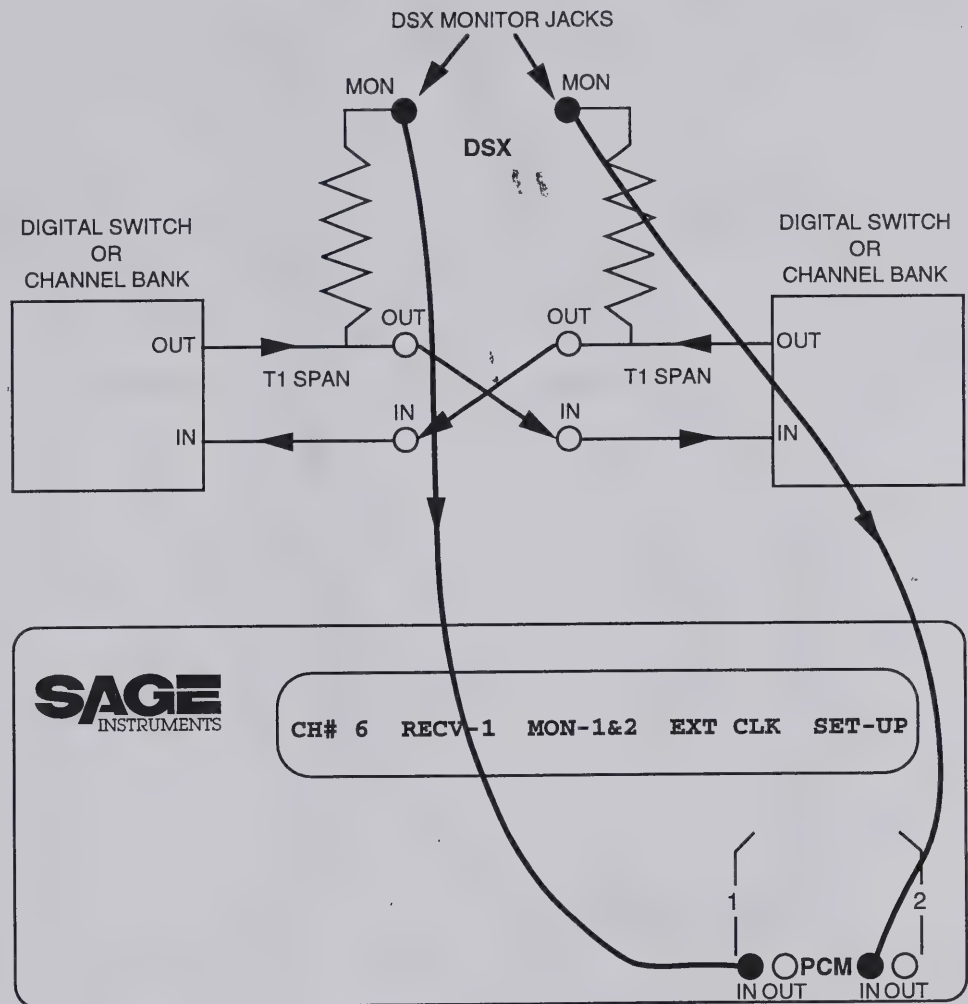 DSX MONITOR JACKS
MON
MON
DSX
DIGITAL SWITCH
OR
CHANNEL BANK
DIGITAL SWITCH
OR
CHANNEL BANK
OUT
OUT
OUT
OUT
T1 SPAN
T1 SPAN
IN
IN
IN
IN
SAGE
INSTRUMENTS
CH# 6 RECV-1 MON-1&2 EXT CLK SET-UP
1
2
PCM
IN OUT
IN OUT